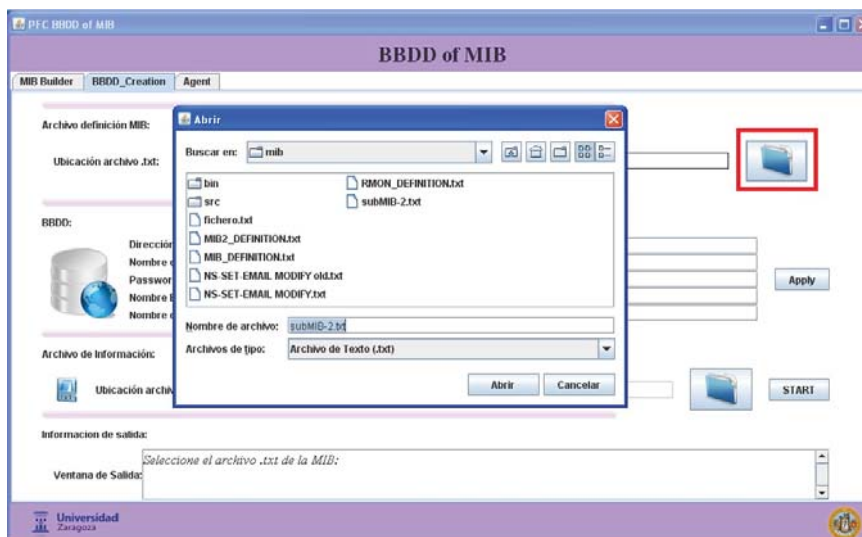 PFC BBDD of MIB
BBDD of MIB
MIB Builder BBDD_Creation Agent
Archivo definición MIB:
Ubicación archivo .txt:
Abrir
Buscar en: mib
bin
src
fichero.txt
MIB2_DEFINITION.txt
MIB_DEFINITION.txt
NS-SET-EMAIL MODIFY old.txt
NS-SET-EMAIL MODIFY.txt
RMON_DEFINITION.txt
subMIB-2.txt
Nombre de archivo: subMIB-2.txt
Archivos de tipo: Archivo de Texto (.txt)
Abrir Cancelar
BBDD:
Dirección
Nombre
Passwor
Nombre
Nombre
Apply
Archivo de Información:
Ubicación archiv
START
Informacion de salida:
Ventana de Salida:
Seleccione el archivo .txt de la MIB:
Universidad
Zaragoza